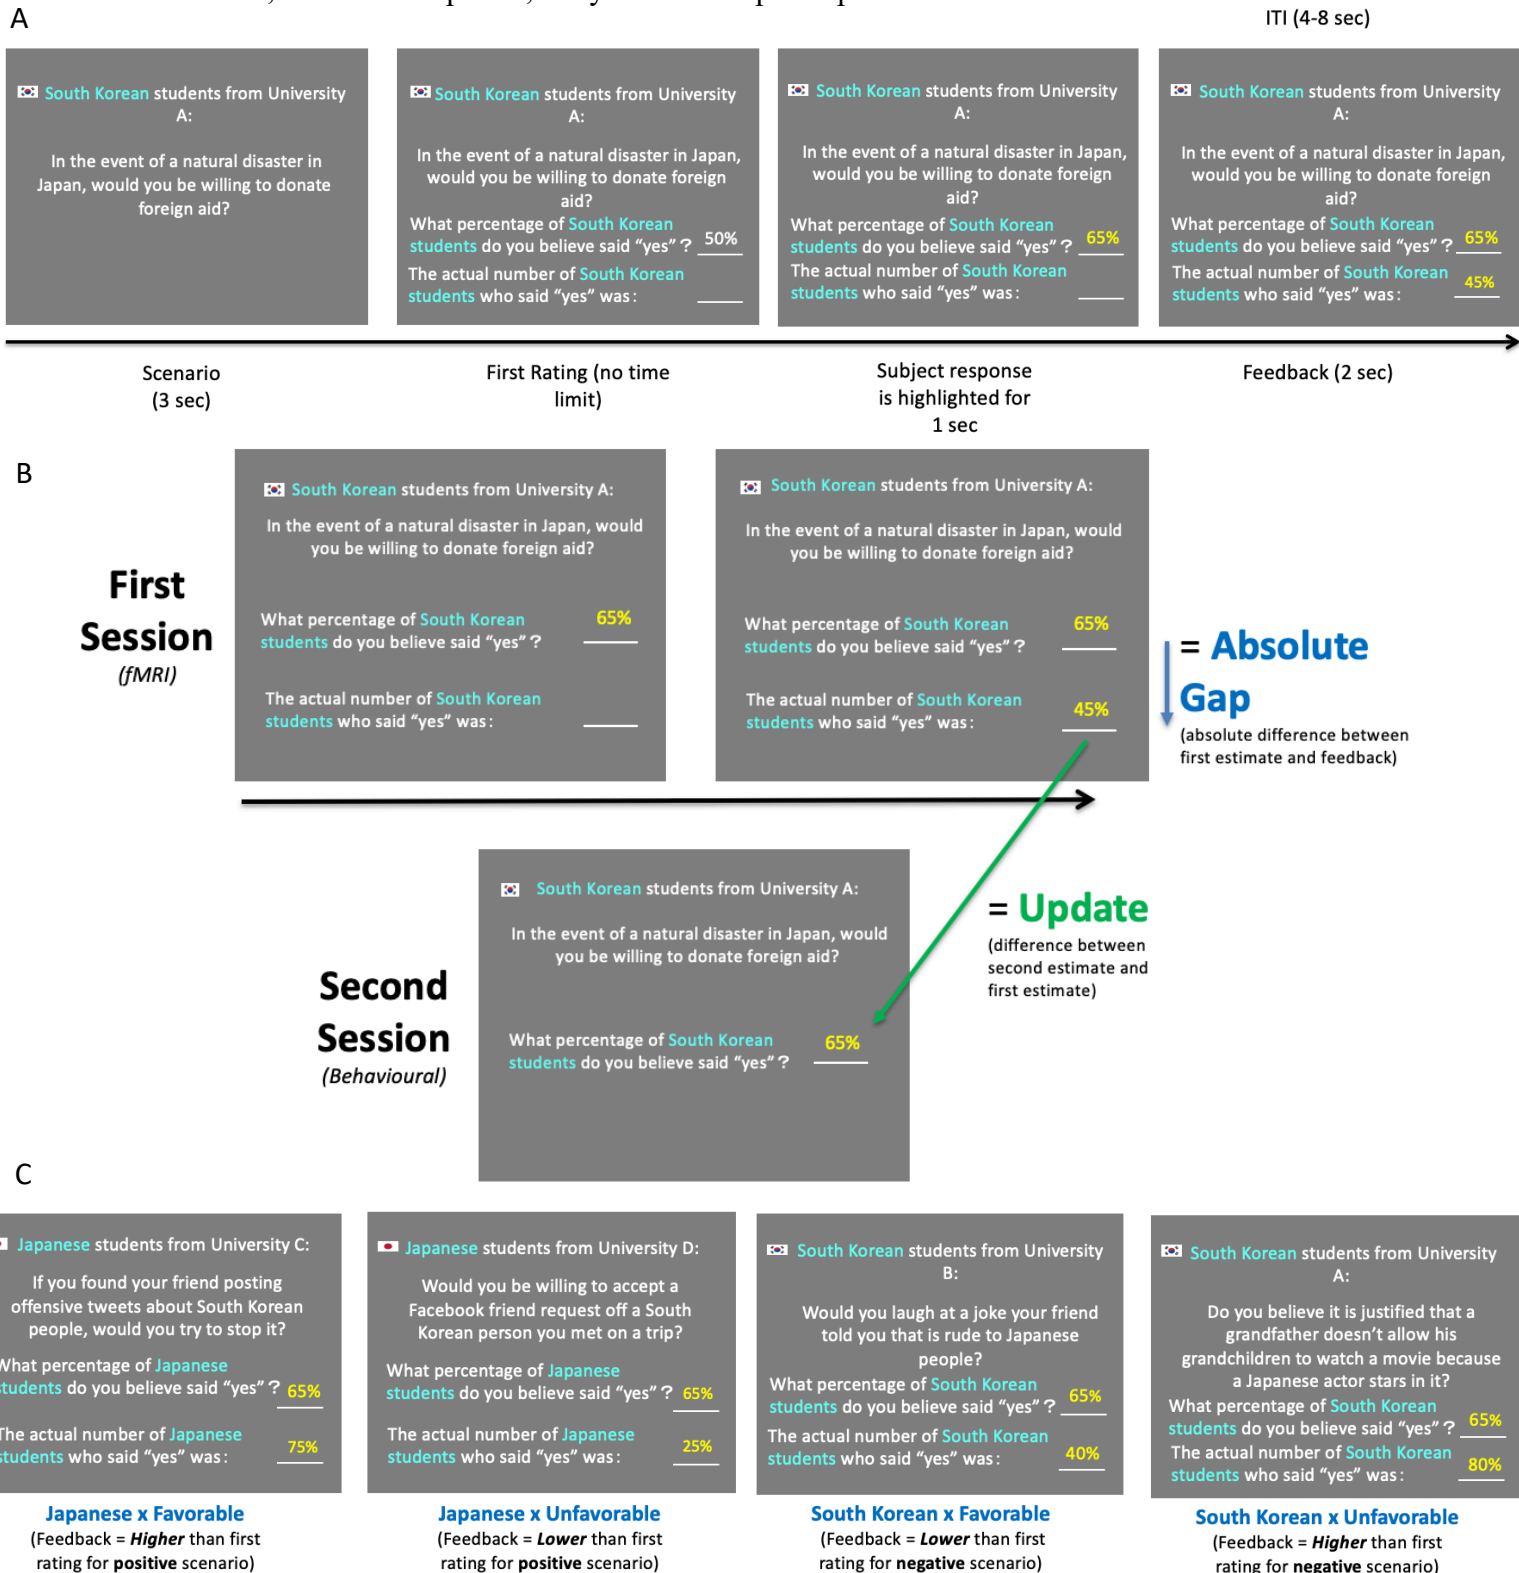 A
ITI (4-8 sec)
South Korean students from University
A:
In the event of a natural disaster in
Japan, would you be willing to donate
foreign aid?
South Korean students from University
A:
In the event of a natural disaster in Japan,
would you be willing to donate foreign
aid?
What percentage of South Korean
students do you believe said “yes” ? 50%
The actual number of South Korean
students who said “yes” was :
South Korean students from University
A:
In the event of a natural disaster in Japan,
would you be willing to donate foreign
aid?
What percentage of South Korean
students do you believe said “yes” ? 65%
The actual number of South Korean
students who said “yes” was :
South Korean students from University
A:
In the event of a natural disaster in Japan,
would you be willing to donate foreign
aid?
What percentage of South Korean
students do you believe said “yes” ? 65%
The actual number of South Korean
students who said “yes” was : 45%
Scenario
(3 sec)
First Rating (no time
limit)
Subject response
is highlighted for
1 sec
Feedback (2 sec)
B
First
Session
(fMRI)
South Korean students from University A:
In the event of a natural disaster in Japan, would
you be willing to donate foreign aid?
What percentage of South Korean
students do you believe said “yes” ? 65%
The actual number of South Korean
students who said “yes” was :
South Korean students from University A:
In the event of a natural disaster in Japan, would
you be willing to donate foreign aid?
What percentage of South Korean
students do you believe said “yes” ? 65%
The actual number of South Korean
students who said “yes” was : 45%
= Absolute
Gap
(absolute difference between
first estimate and feedback)
Second
Session
(Behavioural)
South Korean students from University A:
In the event of a natural disaster in Japan, would
you be willing to donate foreign aid?
What percentage of South Korean
students do you believe said “yes” ? 65%
= Update
(difference between
second estimate and
first estimate)
C
Japanese students from University C:
If you found your friend posting
offensive tweets about South Korean
people, would you try to stop it?
What percentage of Japanese
students do you believe said “yes” ? 65%
The actual number of Japanese
students who said “yes” was : 75%
Japanese x Favorable
(Feedback = Higher than first
rating for positive scenario)
Japanese students from University D:
Would you be willing to accept a
Facebook friend request off a South
Korean person you met on a trip?
What percentage of Japanese
students do you believe said “yes” ? 65%
The actual number of Japanese
students who said “yes” was : 25%
Japanese x Unfavorable
(Feedback = Lower than first
rating for positive scenario)
South Korean students from University
B:
Would you laugh at a joke your friend
told you that is rude to Japanese
people?
What percentage of South Korean
students do you believe said “yes” ? 65%
The actual number of South Korean
students who said “yes” was : 40%
South Korean x Favorable
(Feedback = Lower than first
rating for negative scenario)
South Korean students from University
A:
Do you believe it is justified that a
grandfather doesn’t allow his
grandchildren to watch a movie because
a Japanese actor stars in it?
What percentage of South Korean
students do you believe said “yes” ? 65%
The actual number of South Korean
students who said “yes” was : 80%
South Korean x Unfavorable
(Feedback = Higher than first
rating for negative scenario)